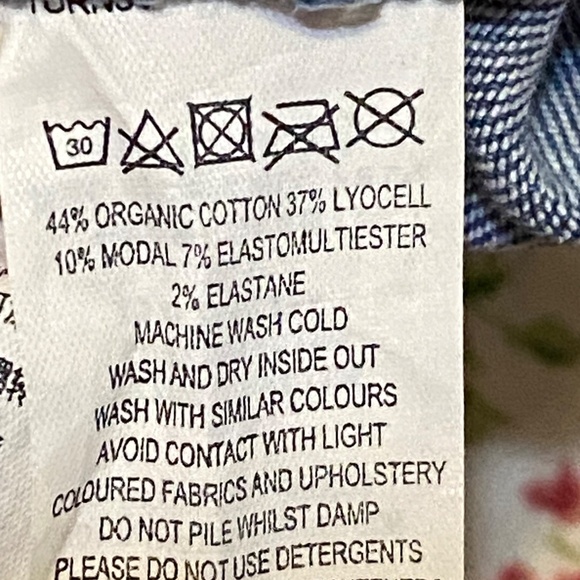 30
44% ORGANIC COTTON 37% LYOCELL
10% MODAL 7% ELASTOMULTIESTER
2% ELASTANE
MACHINE WASH COLD
WASH AND DRY INSIDE OUT
WASH WITH SIMILAR COLOURS
AVOID CONTACT WITH LIGHT
COLOURED FABRICS AND UPHOLSTERY
DO NOT PILE WHILST DAMP
PLEASE DO NOT USE DETERGENTS